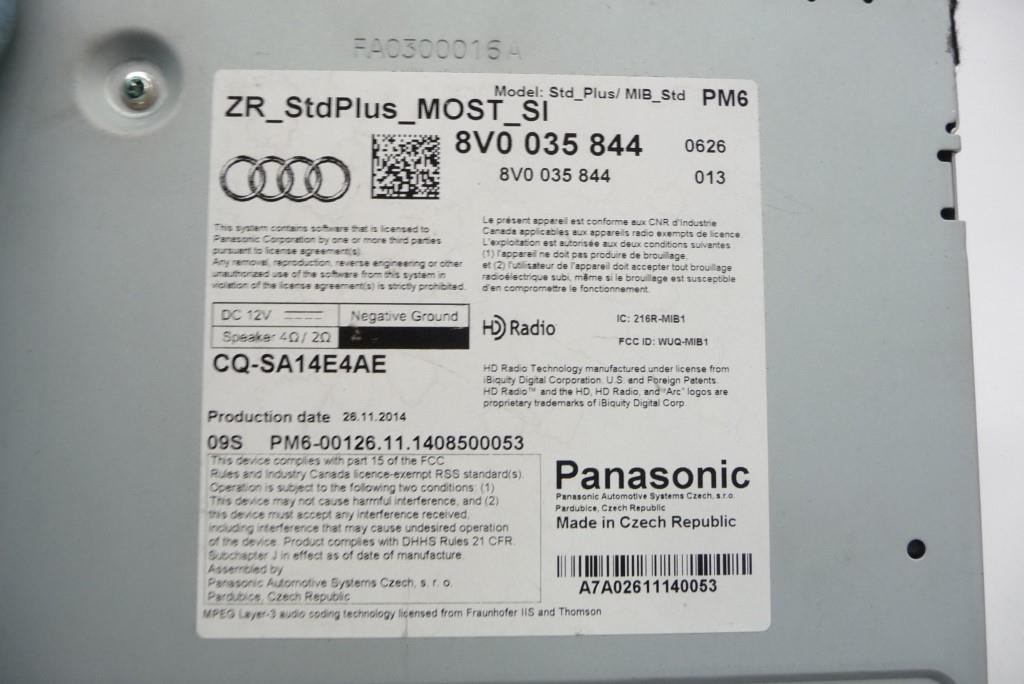 FA0300016A
Model: Std_Plus/ MIB_Std PM6
ZR_StdPlus_MOST_SI
8V0 035 844 0626
8V0 035 844 013
This system contains software that is licensed to
Panasonic Corporation by one or more third parties
pursuant to license agreement(s).
Any removal, reproduction, reverse engineering or other
unauthorized use of the software from this system in
violation of the license agreement(s) is strictly prohibited.
Le présent appareil est conforme aux CNR d'Industrie
Canada applicables aux appareils radio exempts de licence.
L'exploitation est autorisée aux deux conditions suivantes :
(1) l'appareil ne doit pas produire de brouillage,
et (2) l'utilisateur de l'appareil doit accepter tout brouillage
radioélectrique subi, même si le brouillage est susceptible
d'en compromettre le fonctionnement.
DC 12V Negative Ground
Speaker 4Ω / 2Ω
HD Radio
IC: 216R-MIB1
FCC ID: WUQ-MIB1
CQ-SA14E4AE
HD Radio Technology manufactured under license from
iBiquity Digital Corporation. U.S. and Foreign Patents.
HD Radio™ and the HD, HD Radio, and "Arc" logos are
proprietary trademarks of iBiquity Digital Corp.
Production date 26.11.2014
09S PM6-00126.11.1408500053
This device complies with part 15 of the FCC
Rules and Industry Canada licence-exempt RSS standard(s).
Operation is subject to the following two conditions: (1)
This device may not cause harmful interference, and (2)
this device must accept any interference received,
including interference that may cause undesired operation
of the device. Product complies with DHHS Rules 21 CFR.
Subchapter J in effect as of date of manufacture.
Assembled by
Panasonic Automotive Systems Czech, s. r. o.
Pardubice, Czech Republic
Panasonic
Panasonic Automotive Systems Czech, s.r.o.
Pardubice, Czech Republic
Made in Czech Republic
A7A02611140053
MPEG Layer-3 audio coding technology licensed from Fraunhofer IIS and Thomson